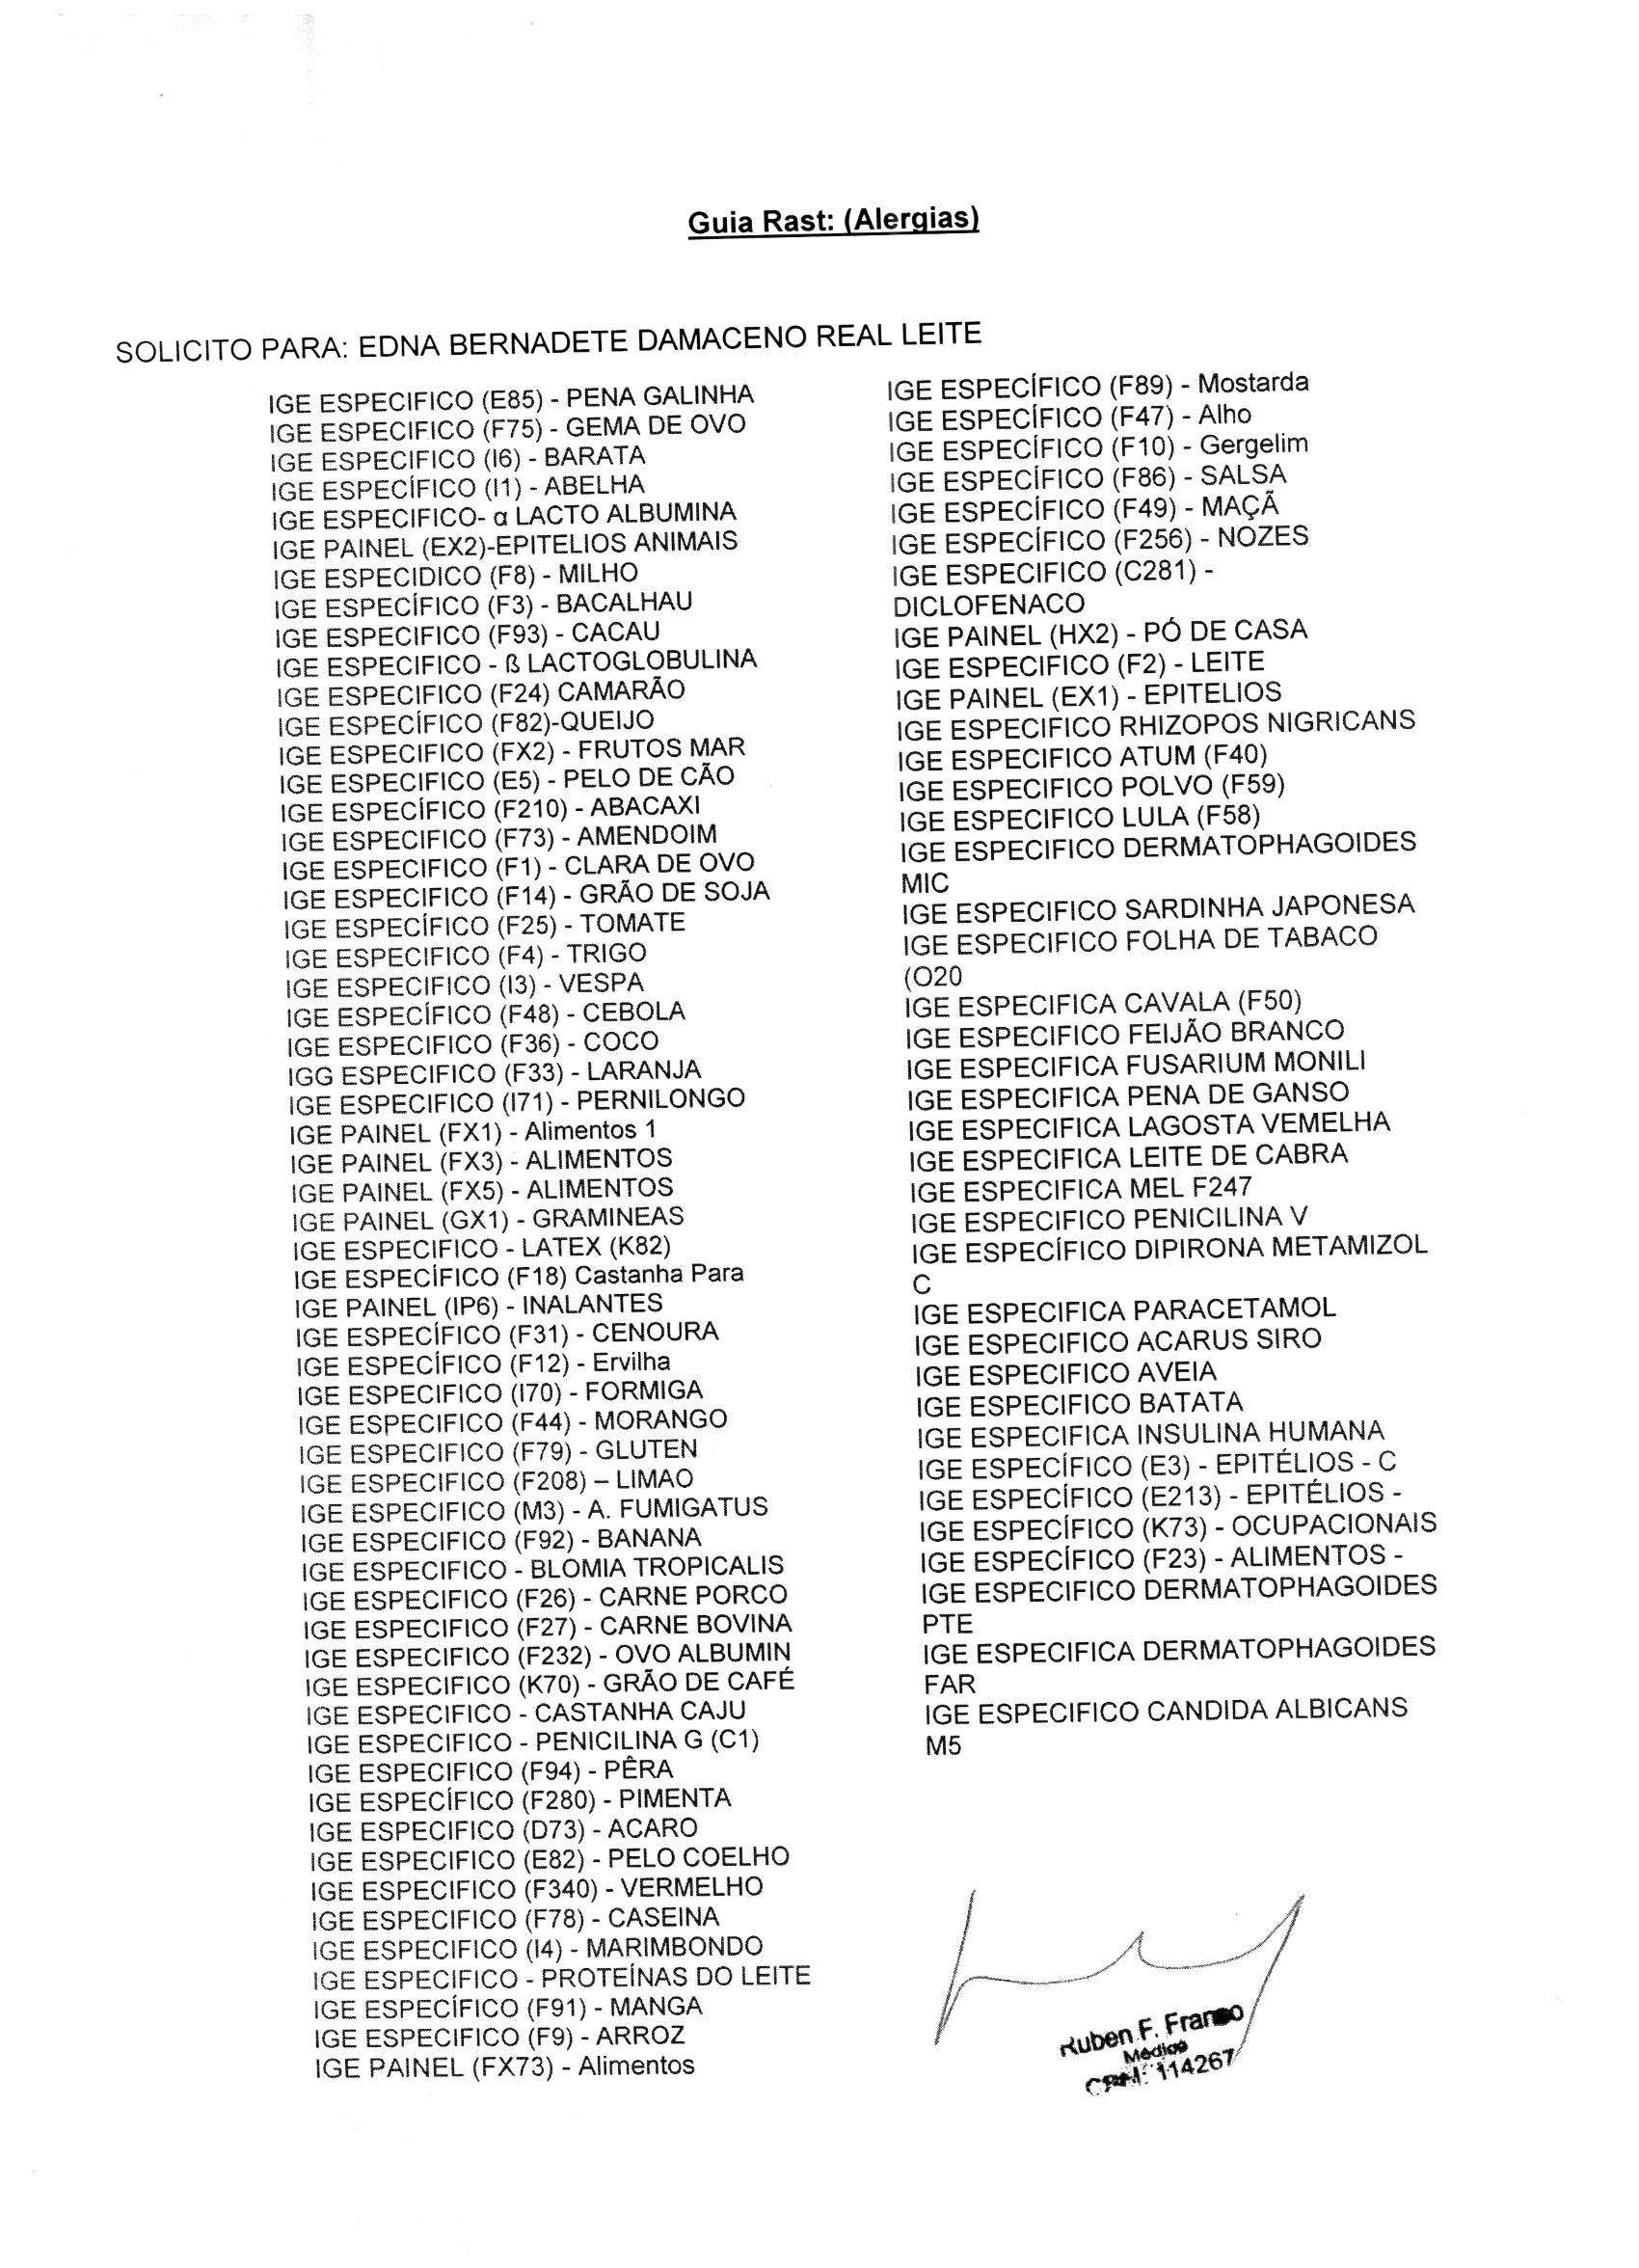 Guia Rast: (Alergias)
SOLICITO PARA: EDNA BERNADETE DAMACENO REAL LEITE
IGE ESPECIFICO (E85) - PENA GALINHA
IGE ESPECIFICO (F75) - GEMA DE OVO
IGE ESPECIFICO (I6) - BARATA
IGE ESPECÍFICO (I1) - ABELHA
IGE ESPECIFICO- α LACTO ALBUMINA
IGE PAINEL (EX2)-EPITELIOS ANIMAIS
IGE ESPECIDICO (F8) - MILHO
IGE ESPECÍFICO (F3) - BACALHAU
IGE ESPECIFICO (F93) - CACAU
IGE ESPECIFICO - ß LACTOGLOBULINA
IGE ESPECIFICO (F24) CAMARÃO
IGE ESPECÍFICO (F82)-QUEIJO
IGE ESPECIFICO (FX2) - FRUTOS MAR
IGE ESPECIFICO (E5) - PELO DE CÃO
IGE ESPECÍFICO (F210) - ABACAXI
IGE ESPECIFICO (F73) - AMENDOIM
IGE ESPECIFICO (F1) - CLARA DE OVO
IGE ESPECIFICO (F14) - GRÃO DE SOJA
IGE ESPECÍFICO (F25) - TOMATE
IGE ESPECIFICO (F4) - TRIGO
IGE ESPECIFICO (I3) - VESPA
IGE ESPECÍFICO (F48) - CEBOLA
IGE ESPECIFICO (F36) - COCO
IGG ESPECIFICO (F33) - LARANJA
IGE ESPECIFICO (I71) - PERNILONGO
IGE PAINEL (FX1) - Alimentos 1
IGE PAINEL (FX3) - ALIMENTOS
IGE PAINEL (FX5) - ALIMENTOS
IGE PAINEL (GX1) - GRAMINEAS
IGE ESPECIFICO - LATEX (K82)
IGE ESPECÍFICO (F18) Castanha Para
IGE PAINEL (IP6) - INALANTES
IGE ESPECÍFICO (F31) - CENOURA
IGE ESPECÍFICO (F12) - Ervilha
IGE ESPECIFICO (I70) - FORMIGA
IGE ESPECIFICO (F44) - MORANGO
IGE ESPECIFICO (F79) - GLUTEN
IGE ESPECIFICO (F208) – LIMAO
IGE ESPECIFICO (M3) - A. FUMIGATUS
IGE ESPECIFICO (F92) - BANANA
IGE ESPECIFICO - BLOMIA TROPICALIS
IGE ESPECIFICO (F26) - CARNE PORCO
IGE ESPECIFICO (F27) - CARNE BOVINA
IGE ESPECIFICO (F232) - OVO ALBUMIN
IGE ESPECIFICO (K70) - GRÃO DE CAFÉ
IGE ESPECIFICO - CASTANHA CAJU
IGE ESPECIFICO - PENICILINA G (C1)
IGE ESPECIFICO (F94) - PÊRA
IGE ESPECÍFICO (F280) - PIMENTA
IGE ESPECIFICO (D73) - ACARO
IGE ESPECIFICO (E82) - PELO COELHO
IGE ESPECIFICO (F340) - VERMELHO
IGE ESPECIFICO (F78) - CASEINA
IGE ESPECIFICO (I4) - MARIMBONDO
IGE ESPECIFICO - PROTEÍNAS DO LEITE
IGE ESPECÍFICO (F91) - MANGA
IGE ESPECIFICO (F9) - ARROZ
IGE PAINEL (FX73) - Alimentos
IGE ESPECÍFICO (F89) - Mostarda
IGE ESPECÍFICO (F47) - Alho
IGE ESPECÍFICO (F10) - Gergelim
IGE ESPECÍFICO (F86) - SALSA
IGE ESPECÍFICO (F49) - MAÇÃ
IGE ESPECÍFICO (F256) - NOZES
IGE ESPECIFICO (C281) -
DICLOFENACO
IGE PAINEL (HX2) - PÓ DE CASA
IGE ESPECIFICO (F2) - LEITE
IGE PAINEL (EX1) - EPITELIOS
IGE ESPECIFICO RHIZOPOS NIGRICANS
IGE ESPECIFICO ATUM (F40)
IGE ESPECIFICO POLVO (F59)
IGE ESPECIFICO LULA (F58)
IGE ESPECIFICO DERMATOPHAGOIDES
MIC
IGE ESPECIFICO SARDINHA JAPONESA
IGE ESPECIFICO FOLHA DE TABACO
(O20
IGE ESPECIFICA CAVALA (F50)
IGE ESPECIFICO FEIJÃO BRANCO
IGE ESPECIFICA FUSARIUM MONILI
IGE ESPECIFICA PENA DE GANSO
IGE ESPECIFICA LAGOSTA VEMELHA
IGE ESPECIFICA LEITE DE CABRA
IGE ESPECIFICA MEL F247
IGE ESPECIFICO PENICILINA V
IGE ESPECÍFICO DIPIRONA METAMIZOL
C
IGE ESPECIFICA PARACETAMOL
IGE ESPECIFICO ACARUS SIRO
IGE ESPECIFICO AVEIA
IGE ESPECIFICO BATATA
IGE ESPECIFICA INSULINA HUMANA
IGE ESPECÍFICO (E3) - EPITÉLIOS - C
IGE ESPECÍFICO (E213) - EPITÉLIOS -
IGE ESPECÍFICO (K73) - OCUPACIONAIS
IGE ESPECÍFICO (F23) - ALIMENTOS -
IGE ESPECIFICO DERMATOPHAGOIDES
PTE
IGE ESPECIFICA DERMATOPHAGOIDES
FAR
IGE ESPECIFICO CANDIDA ALBICANS
M5
Ruben F. Franco
Médico
CRM: 114267